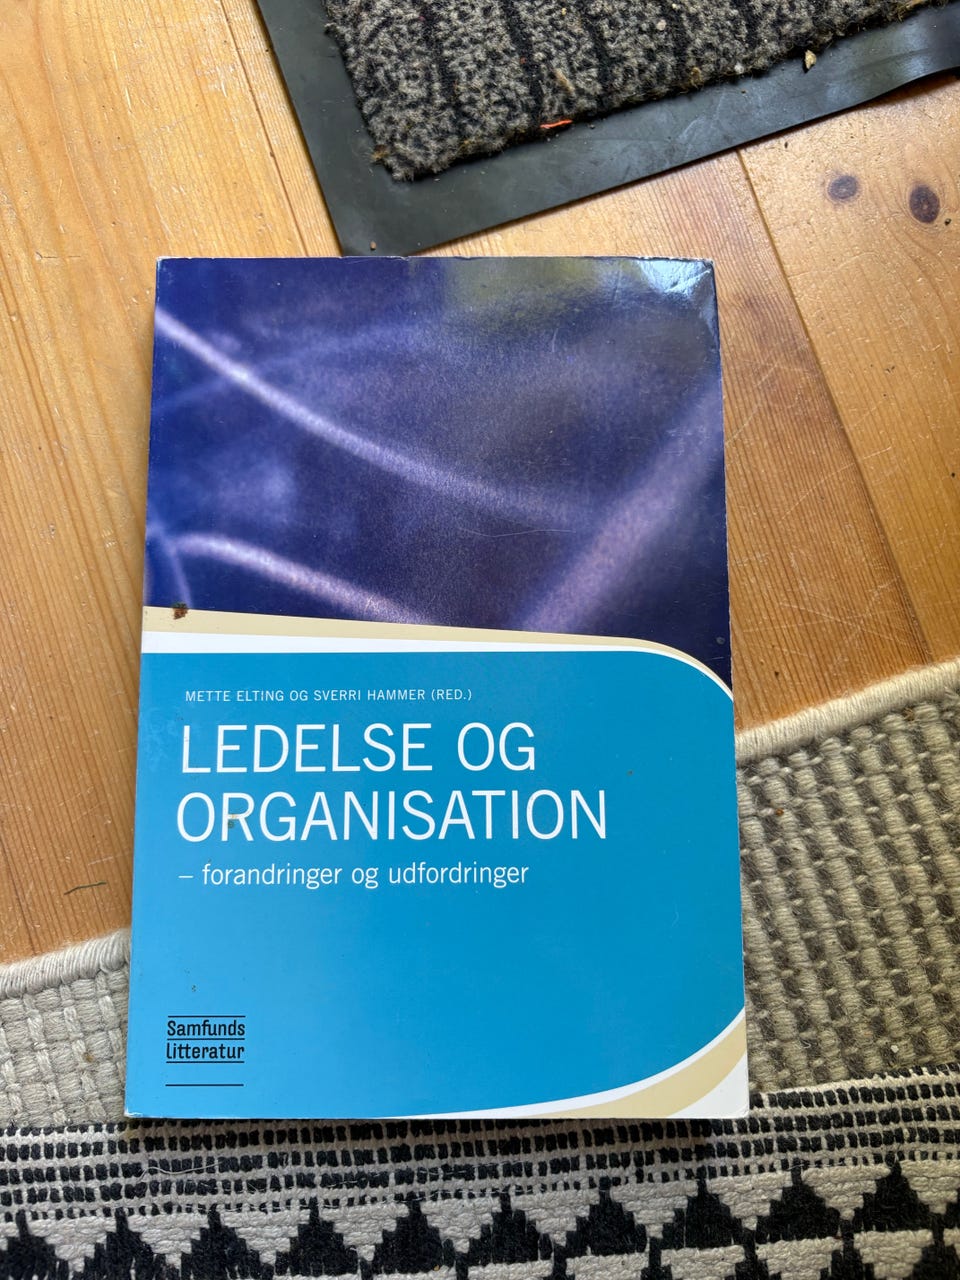 METTE ELTING OG SVERRI HAMMER (RED.)
LEDELSE OG
ORGANISATION
– forandringer og udfordringer
Samfunds
litteratur